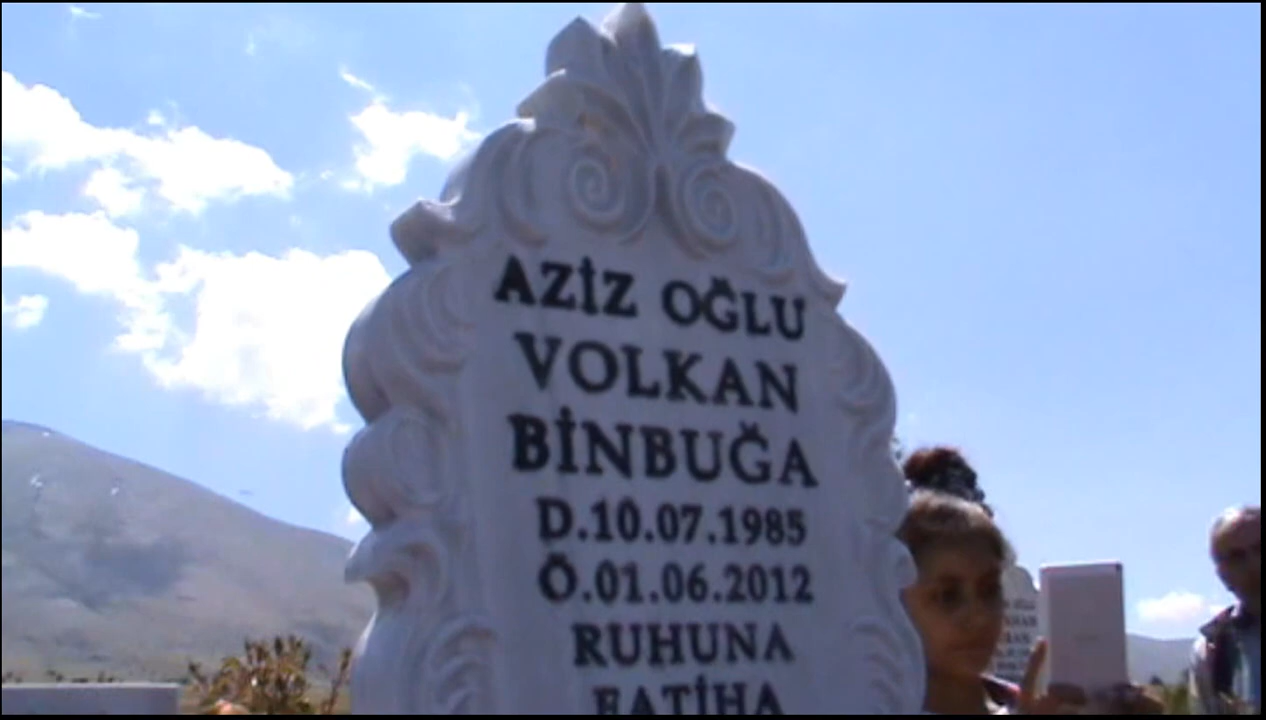 AZİZ OĞLU
VOLKAN
BİNBUĞA
D.10.07.1985
Ö.01.06.2012
RUHUNA
FATİHA